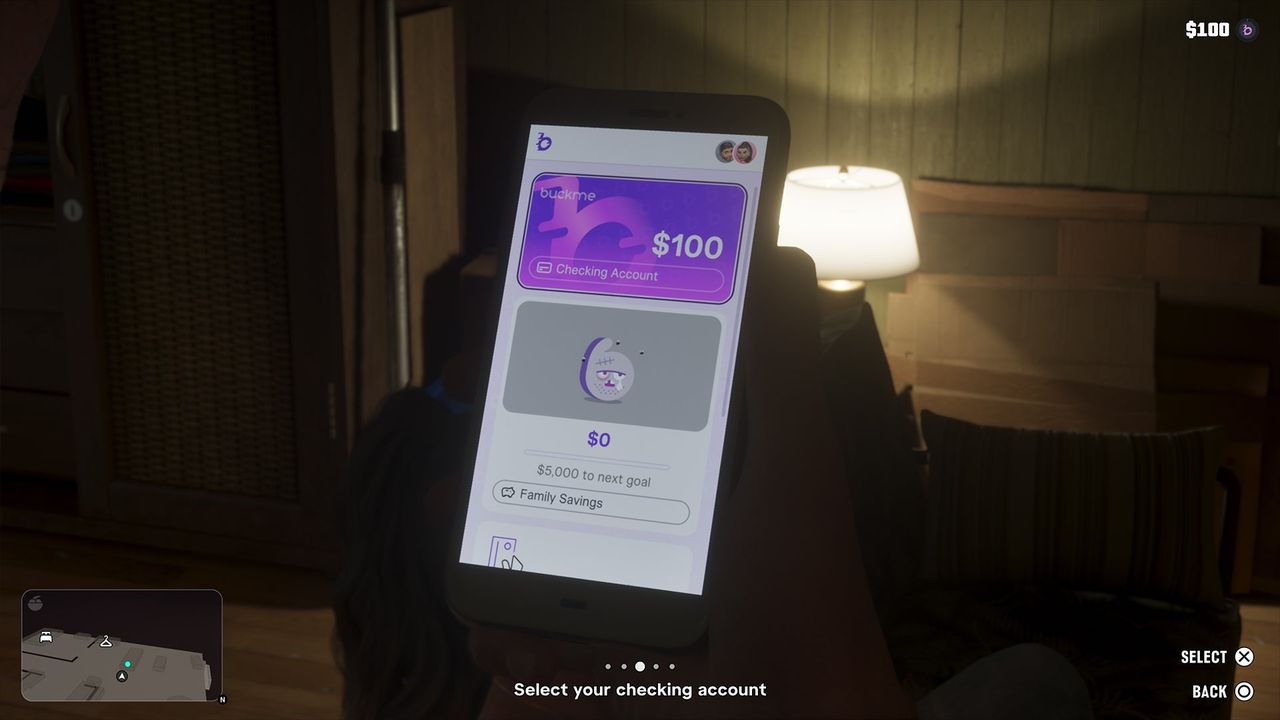 $100
buckme
$100
Checking Account
$0
$5,000 to next goal
Family Savings
N
Select your checking account
SELECT
BACK